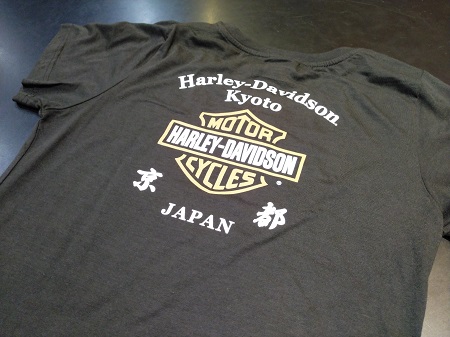 Harley-Davidson
Kyoto
MOTOR
HARLEY-DAVIDSON
CYCLES
®
京 都
JAPAN